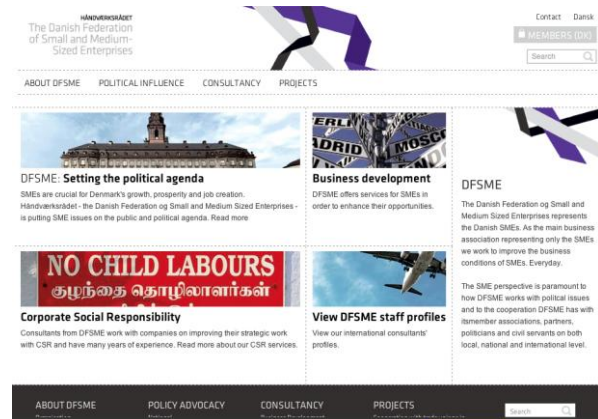 HÅNDVÆRKSRÅDET
The Danish Federation
of Small and Medium-
Sized Enterprises
Contact Dansk
MEMBERS (DK)
Search
ABOUT DFSME POLITICAL INFLUENCE CONSULTANCY PROJECTS
DFSME: Setting the political agenda
SMEs are crucial for Denmark's growth, prosperity and job creation.
Håndværksrådet - the Danish Federation og Small and Medium Sized Enterprises -
is putting SME issues on the public and political agenda. Read more
ERLI
ADRID MOSCO
Business development
DFSME offers services for SMEs in
order to enhance their opportunities.
NO CHILD LABOURS
குழந்தை தொழிலாளர்கள்
Corporate Social Responsibility
Consultants from DFSME work with companies on improving their strategic work
with CSR and have many years of experience. Read more about our CSR services.
View DFSME staff profiles
View our international consultants'
profiles.
DFSME
The Danish Federation og Small and
Medium Sized Enterprises represents
the Danish SMEs. As the main business
association representing only the SMEs
we work to improve the business
conditions of SMEs. Everyday.
The SME perspective is paramount to
how DFSME works with politcal issues
and to the cooperation DFSME has with
itsmember associations, partners,
politicians and civil servants on both
local, national and international level.
ABOUT DFSME POLICY ADVOCACY CONSULTANCY PROJECTS
Search